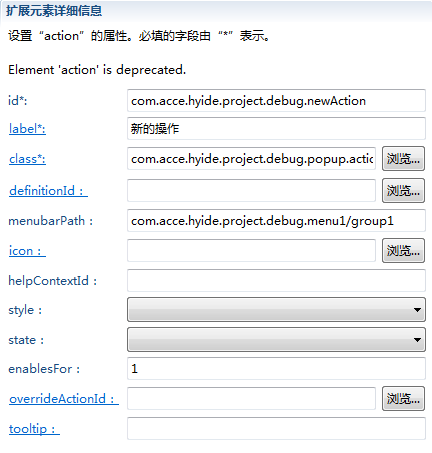 扩展元素详细信息
设置“action”的属性。必填的字段由“*”表示。
Element 'action' is deprecated.
id*: com.acce.hyide.project.debug.newAction
label*: 新的操作
class*: com.acce.hyide.project.debug.popup.actic 浏览...
definitionId： 浏览...
menubarPath： com.acce.hyide.project.debug.menu1/group1
icon： 浏览...
helpContextId：
style：
state：
enablesFor： 1
overrideActionId： 浏览...
tooltip：